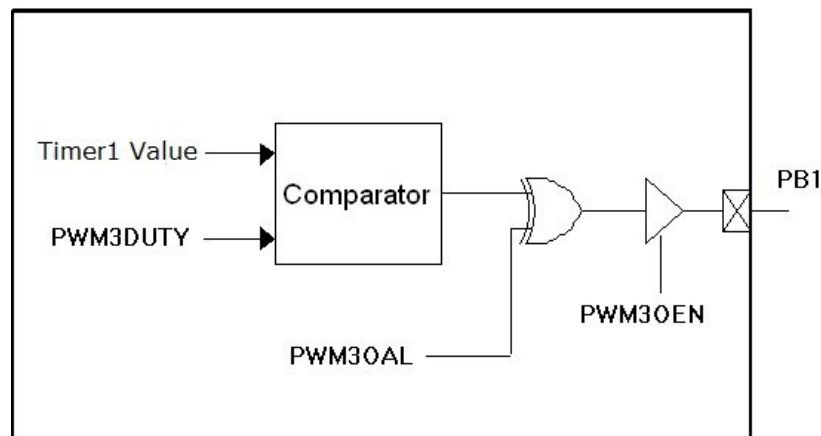 Timer1 Value
Comparator
PB1
PWM3DUTY
PWM3OEN
PWM3OAL